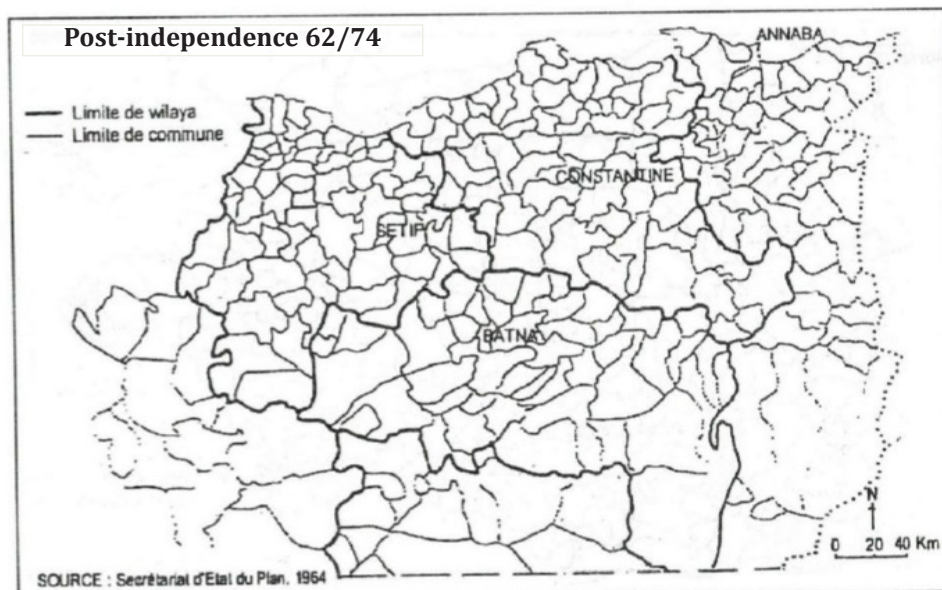 Post-independence 62/74
ANNABA
Limite de wilaya
Limite de commune
CONSTANTINE
SETIF
BATNA
N
0 20 40 Km
SOURCE : Secrétariat d'Etat du Plan, 1964